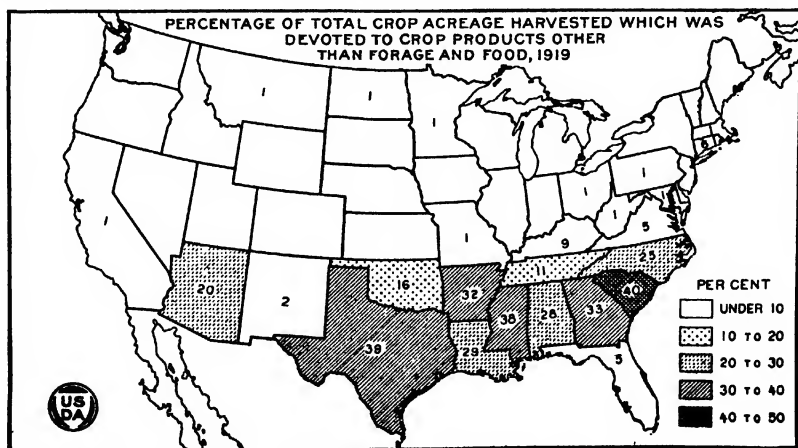 PERCENTAGE OF TOTAL CROP ACREAGE HARVESTED WHICH WAS
DEVOTED TO CROP PRODUCTS OTHER
THAN FORAGE AND FOOD, 1919
1
1
1
1
1
1
1
1
1
9
5
6
11
25
20
2
16
32
38
28
33
40
39
29
5
PER CENT
UNDER 10
10 TO 20
20 TO 30
30 TO 40
40 TO 50
US
DA